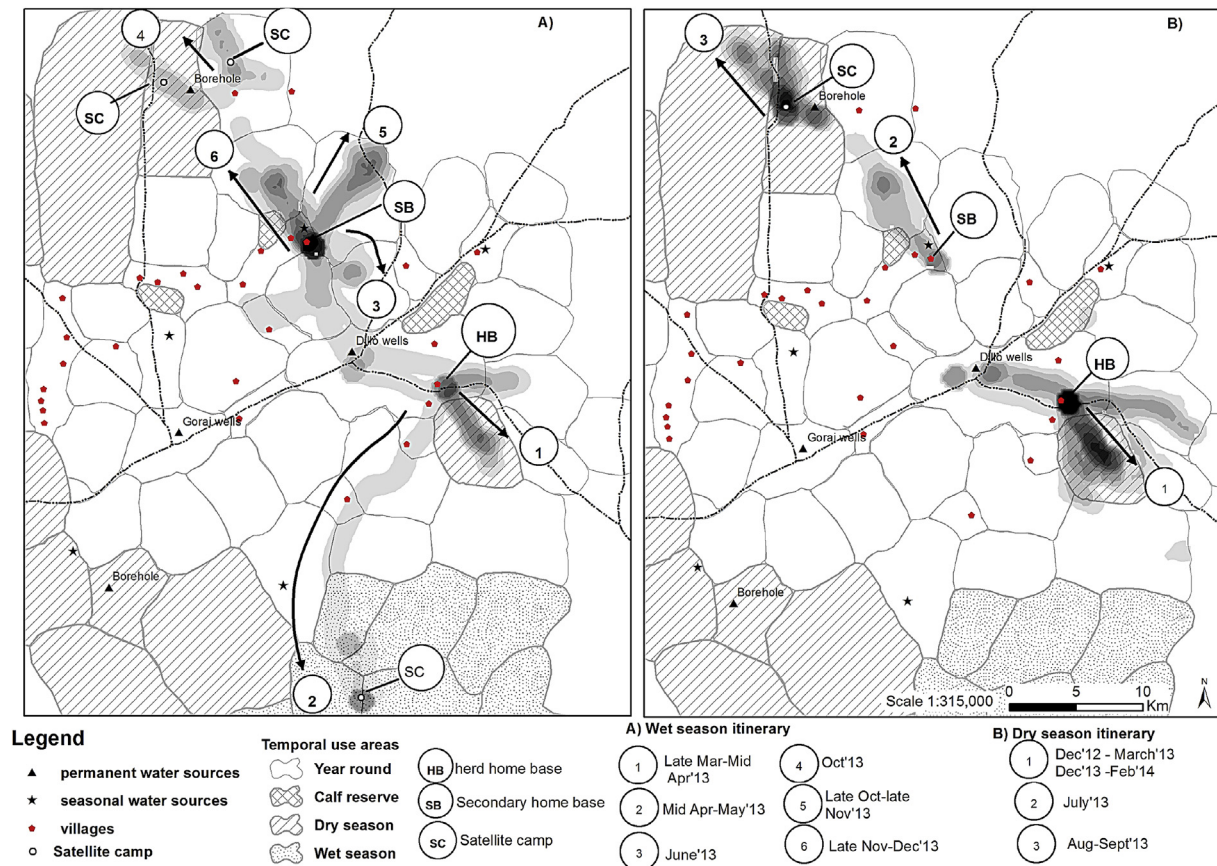 A)
4
SC
Borehole
SC
5
6
SB
3
Dillo wells
HB
Goraj wells
1
Borehole
SC
2
B)
3
SC
Borehole
2
SB
Dillo wells
HB
Goraj wells
1
Borehole
Scale 1:315,000
0 5 10
Km
N
Legend
permanent water sources
seasonal water sources
villages
Satellite camp
Temporal use areas
Year round
Calf reserve
Dry season
Wet season
HB herd home base
SB Secondary home base
SC Satellite camp
A) Wet season itinerary
1 Late Mar-Mid
Apr'13
2 Mid Apr-May'13
3 June'13
4 Oct'13
5 Late Oct-late
Nov'13
6 Late Nov-Dec'13
B) Dry season itinerary
1 Dec'12 - March'13
Dec'13 -Feb'14
2 July'13
3 Aug-Sept'13